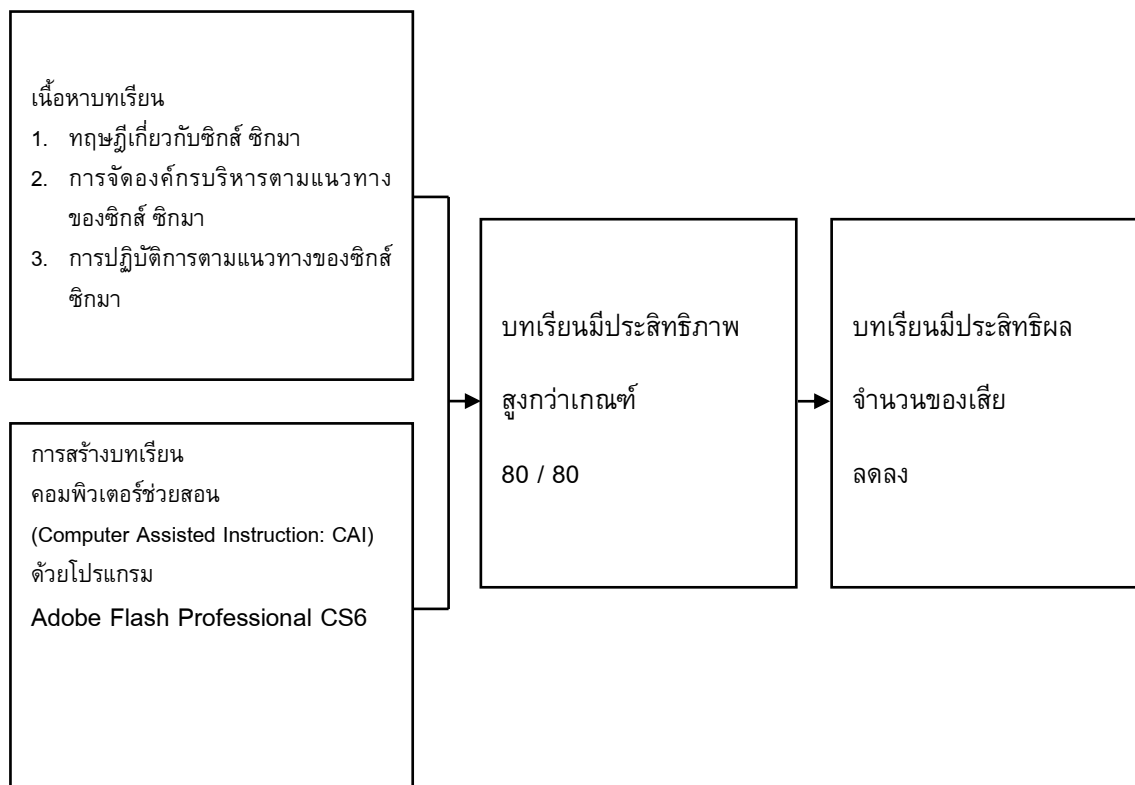 เนื้อหาบทเรียน
1. ทฤษฎีเกี่ยวกับซิกส์ ซิกมา
2. การจัดองค์กรบริหารตามแนวทาง
ของซิกส์ ซิกมา
3. การปฏิบัติการตามแนวทางของซิกส์
ซิกมา
การสร้างบทเรียน
คอมพิวเตอร์ช่วยสอน
(Computer Assisted Instruction: CAI)
ด้วยโปรแกรม
Adobe Flash Professional CS6
บทเรียนมีประสิทธิภาพ
สูงกว่าเกณฑ์
80 / 80
บทเรียนมีประสิทธิผล
จำนวนของเสีย
ลดลง